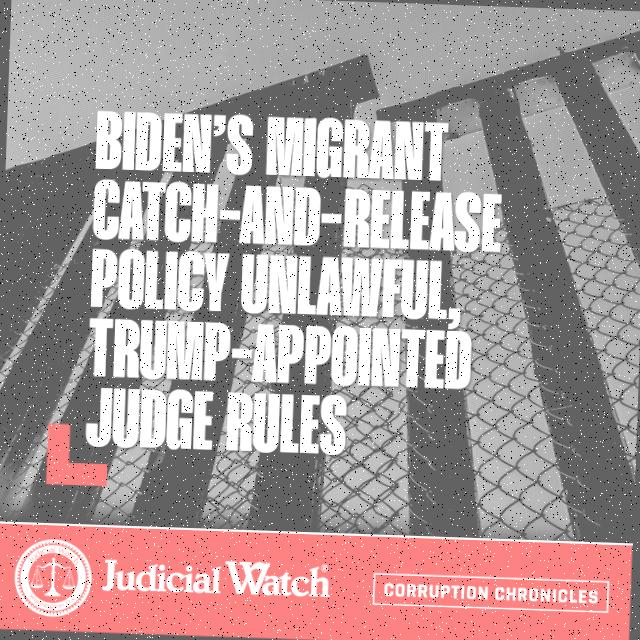 BIDEN'S MIGRANT
CATCH-AND-RELEASE
POLICY UNLAWFUL,
TRUMP-APPOINTED
JUDGE RULES
Judicial Watch
CORRUPTION CHRONICLES